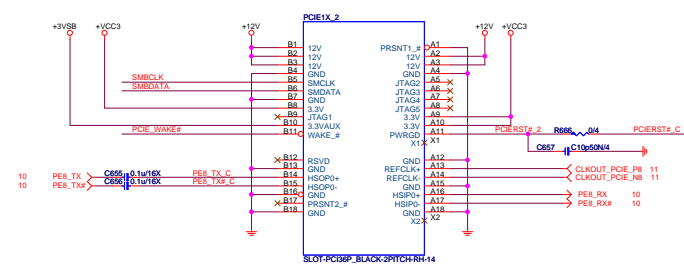 PCIE1X_2
+3VSB +VCC3 +12V +12V +VCC3
B1 12V PRSNT1_# A1
B2 12V 12V A2
B3 12V 12V A3
B4 GND GND A4
SMBCLK B5 SMCLK JTAG2 A5
SMBDATA B6 SMDATA JTAG3 A6
B7 GND JTAG4 A7
B8 3.3V JTAG5 A8
B9 JTAG1 3.3V A9
B10 3.3VAUX 3.3V A10
PCIE_WAKE# B11 WAKE_# PWRGD A11 PCIERST#_2 R666 0/4 PCIERST#_C
X1 X1
C657 C10p50N/4
B12 RSVD GND A12
B13 GND REFCLK+ A13 CLKOUT_PCIE_P8 11
10 PE8_TX C655 0.1u/16X PE8_TX_C B14 HSOP0+ REFCLK- A14 CLKOUT_PCIE_N8 11
10 PE8_TX# C656 0.1u/16X PE8_TX#_C B15 HSOP0- GND A15
B16 GND HSIP0+ A16 PE8_RX 10
B17 PRSNT2_# HSIP0- A17 PE8_RX# 10
B18 GND GND A18
X2 X2
SLOT-PCI36P_BLACK-2PITCH-RH-14